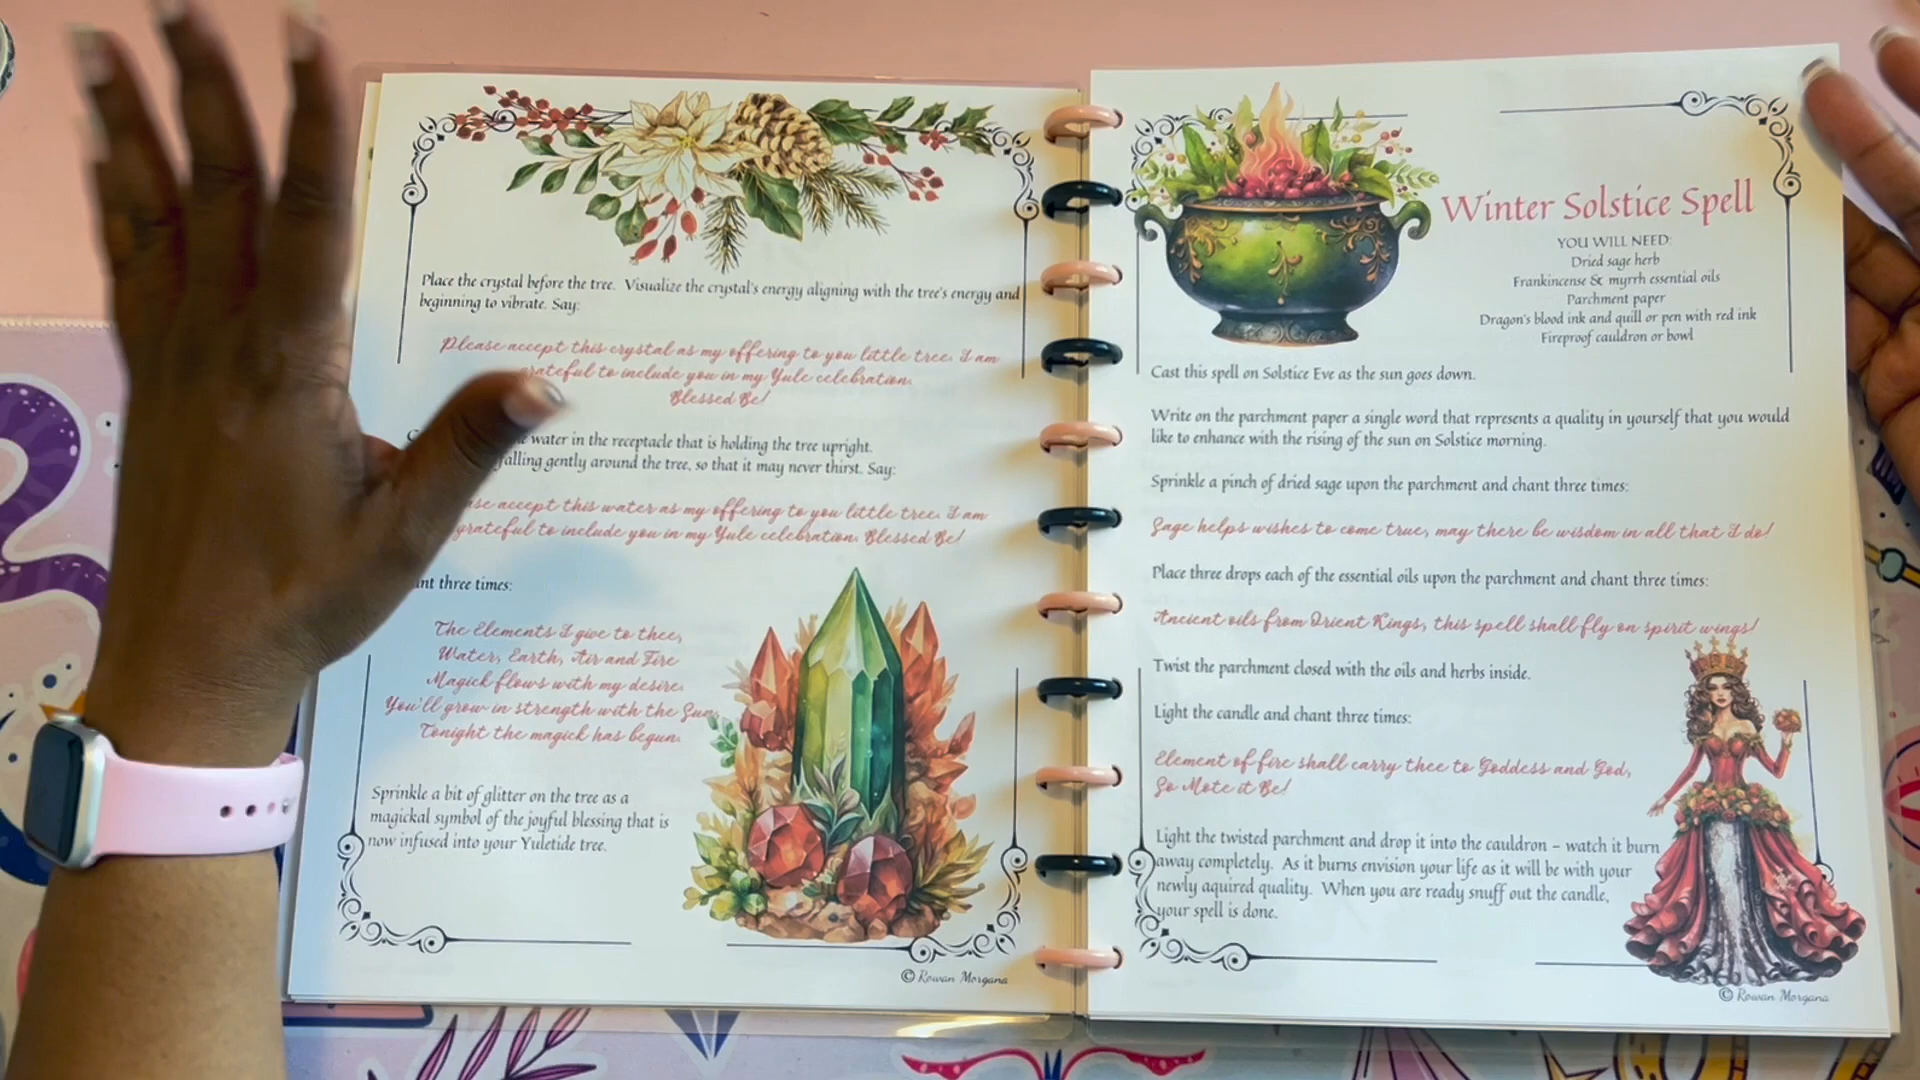 Place the crystal before the tree. Visualize the crystal's energy aligning with the tree's energy and
beginning to vibrate. Say:
Please accept this crystal as my offering to you little tree. I am
grateful to include you in my Yule celebration.
Blessed Be!
water in the receptacle that is holding the tree upright.
falling gently around the tree, so that it may never thirst. Say:
accept this water as my offering to you little tree. I am
grateful to include you in my Yule celebration. Blessed Be!
three times:
The Elements I give to thee,
Water, Earth, Air and Fire
Magick flows with my desire.
You'll grow in strength with the Sun,
Tonight the magick has begun.
Sprinkle a bit of glitter on the tree as a
magickal symbol of the joyful blessing that is
now infused into your Yuletide tree.
© Rowan Morgana
Winter Solstice Spell
YOU WILL NEED:
Dried sage herb
Frankincense & myrrh essential oils
Parchment paper
Dragon's blood ink and quill or pen with red ink
Fireproof cauldron or bowl
Cast this spell on Solstice Eve as the sun goes down.
Write on the parchment paper a single word that represents a quality in yourself that you would
like to enhance with the rising of the sun on Solstice morning.
Sprinkle a pinch of dried sage upon the parchment and chant three times:
Sage helps wishes to come true, may there be wisdom in all that I do!
Place three drops each of the essential oils upon the parchment and chant three times:
Ancient oils from Orient Kings, this spell shall fly on spirit wings!
Twist the parchment closed with the oils and herbs inside.
Light the candle and chant three times:
Element of fire shall carry thee to Goddess and God,
So Mote it Be!
Light the twisted parchment and drop it into the cauldron – watch it burn
away completely. As it burns envision your life as it will be with your
newly aquired quality. When you are ready snuff out the candle,
your spell is done.
© Rowan Morgana